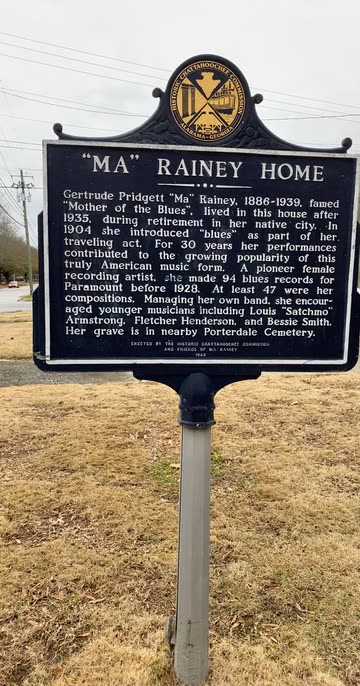 HISTORIC CHATTAHOOCHEE COMMISSION
ALABAMA-GEORGIA
"MA" RAINEY HOME
Gertrude Pridgett "Ma" Rainey, 1886-1939, famed
"Mother of the Blues", lived in this house after
1935, during retirement in her native city. In
1904 she introduced "blues" as part of her
traveling act. For 30 years her performances
contributed to the growing popularity of this
truly American music form. A pioneer female
recording artist, she made 94 blues records for
Paramount before 1928. At least 47 were her
compositions. Managing her own band, she encour-
aged younger musicians including Louis "Satchmo"
Armstrong, Fletcher Henderson, and Bessie Smith.
Her grave is in nearby Porterdale Cemetery.
ERECTED BY THE HISTORIC CHATTAHOOCHEE COMMISSION
AND FRIENDS OF MA RAINEY